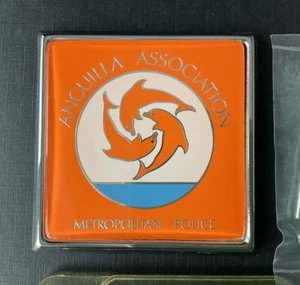 ANGUILLA ASSOCIATION
METROPOLITAN POLICE